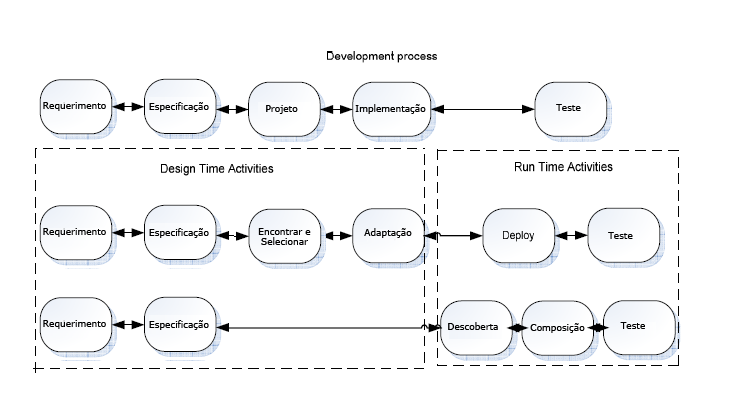 Development process
Requerimento
Especificação
Projeto
Implementação
Teste
Design Time Activities
Run Time Activities
Requerimento
Especificação
Encontrar e
Selecionar
Adaptação
Deploy
Teste
Requerimento
Especificação
Descoberta
Composição
Teste